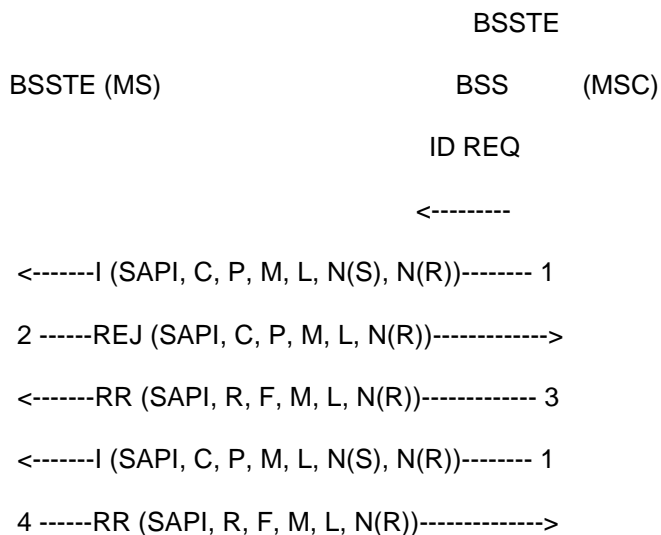 BSSTE
BSSTE (MS) BSS (MSC)
ID REQ
<---------
<-------I (SAPI, C, P, M, L, N(S), N(R))-------- 1
2 ------REJ (SAPI, C, P, M, L, N(R))------------->
<-------RR (SAPI, R, F, M, L, N(R))------------- 3
<-------I (SAPI, C, P, M, L, N(S), N(R))-------- 1
4 ------RR (SAPI, R, F, M, L, N(R))-------------->